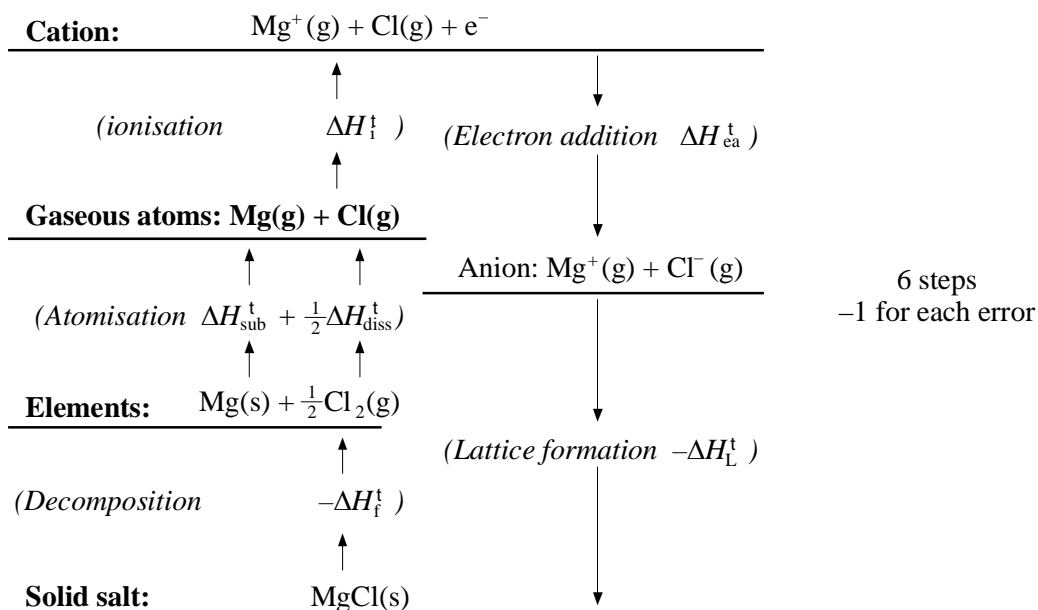 Cation: Mg⁺(g) + Cl(g) + e⁻
(ionisation ΔH‡i )
(Electron addition ΔH‡ea)
Gaseous atoms: Mg(g) + Cl(g)
Anion: Mg⁺(g) + Cl⁻(g)
6 steps
–1 for each error
(Atomisation ΔH‡sub + 1/2ΔH‡diss)
Elements: Mg(s) + 1/2Cl₂(g)
(Lattice formation –ΔH‡L )
(Decomposition –ΔH‡f )
Solid salt: MgCl(s)